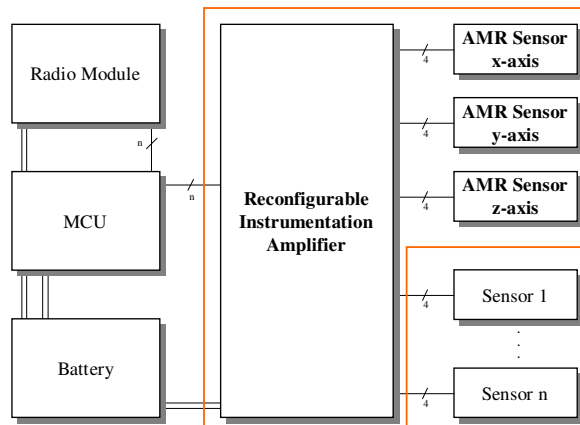 Radio Module
n
MCU
n
Battery
Reconfigurable
Instrumentation
Amplifier
4
AMR Sensor
x-axis
4
AMR Sensor
y-axis
4
AMR Sensor
z-axis
4
Sensor 1
.
.
.
4
Sensor n